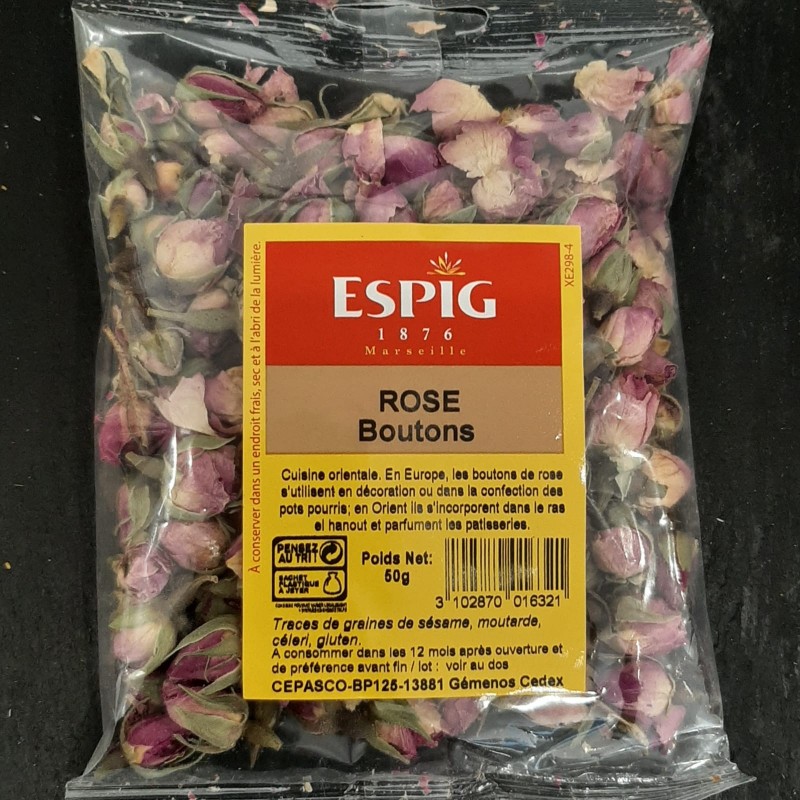 ESPIG
1876
Marseille
XE298-4
À conserver dans un endroit frais, sec et à l'abri de la lumière.
ROSE
Boutons
Cuisine orientale. En Europe, les boutons de rose
s'utilisent en décoration ou dans la confection des
pots pourris; en Orient ils s'incorporent dans le ras
el hanout et parfument les patisseries.
PENSEZ
AU TRI !
SACHET
PLASTIQUE
À JETER
Poids Net:
50g
3 102870 016321
Traces de graines de sésame, moutarde,
céleri, gluten.
A consommer dans les 12 mois après ouverture et
de préférence avant fin / lot : voir au dos
CEPASCO-BP125-13881 Gémenos Cedex